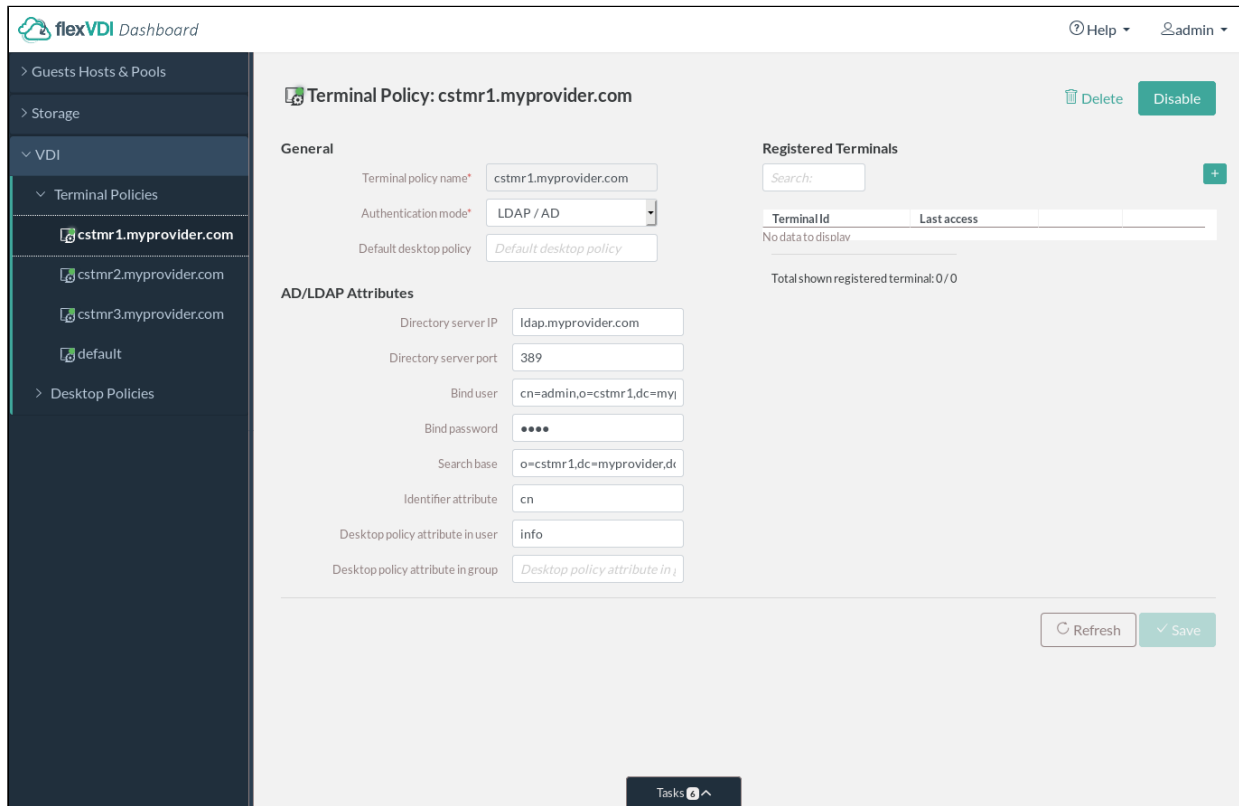 flexVDI Dashboard
Help
admin
Guests Hosts & Pools
Storage
VDI
Terminal Policies
cstmr1.myprovider.com
cstmr2.myprovider.com
cstmr3.myprovider.com
default
Desktop Policies
Terminal Policy: cstmr1.myprovider.com
Delete
Disable
General
Terminal policy name* cstmr1.myprovider.com
Authentication mode* LDAP / AD
Default desktop policy Default desktop policy
AD/LDAP Attributes
Directory server IP ldap.myprovider.com
Directory server port 389
Bind user cn=admin,o=cstmr1,dc=myp
Bind password ••••
Search base o=cstmr1,dc=myprovider,dc
Identifier attribute cn
Desktop policy attribute in user info
Desktop policy attribute in group Desktop policy attribute in g
Registered Terminals
Search:
+
Terminal Id Last access
No data to display
Total shown registered terminal: 0 / 0
Refresh
Save
Tasks 6